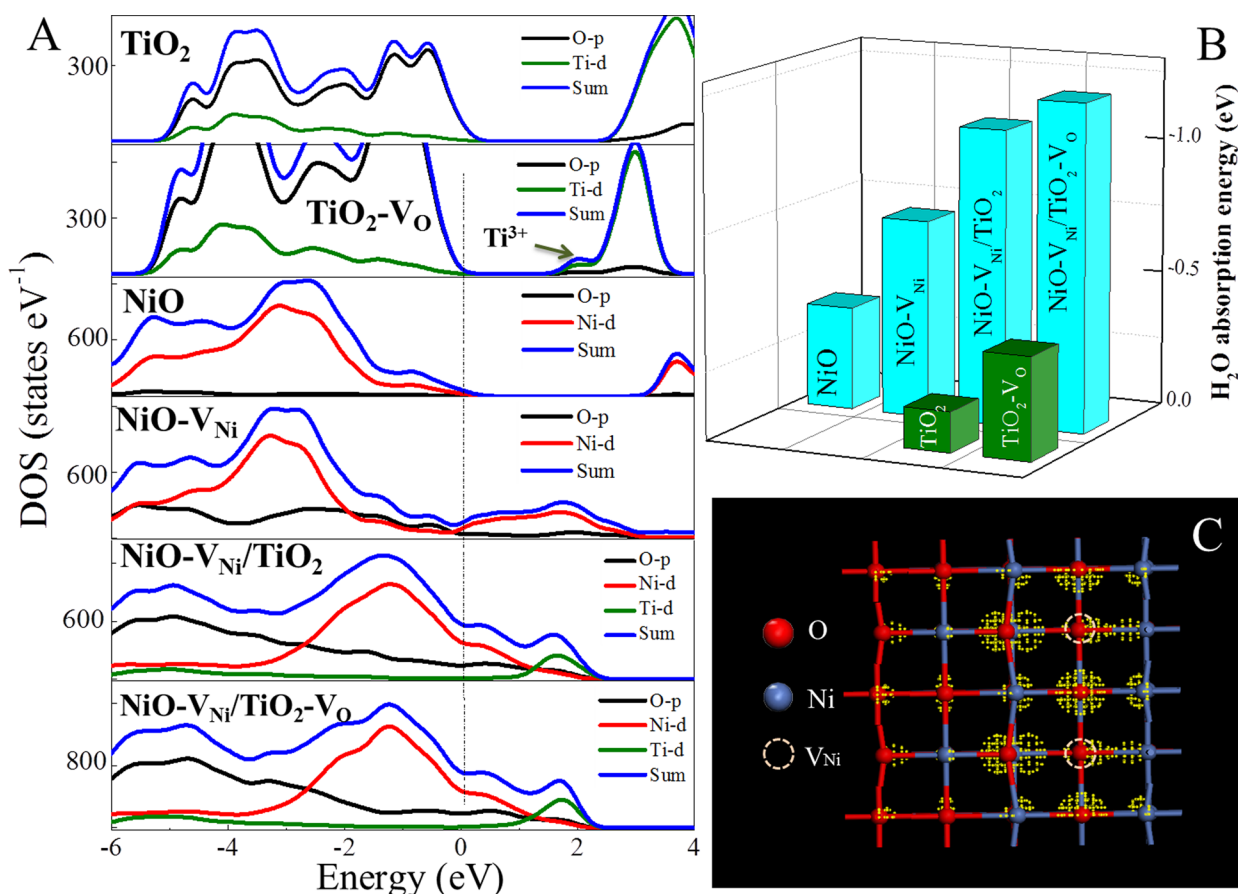 A
TiO2
300
O-p
Ti-d
Sum
300
TiO2-VO
Ti3+
O-p
Ti-d
Sum
NiO
600
O-p
Ni-d
Sum
NiO-VNi
600
O-p
Ni-d
Sum
NiO-VNi/TiO2
600
O-p
Ni-d
Ti-d
Sum
NiO-VNi/TiO2-VO
800
O-p
Ni-d
Ti-d
Sum
-6 -4 -2 0 2 4
Energy (eV)
DOS (states eV-1)
B
NiO
NiO-VNi
NiO-VNi/TiO2
NiO-VNi/TiO2-VO
TiO2
TiO2-VO
-1.0
-0.5
0.0
H2O absorption energy (eV)
C
O
Ni
VNi